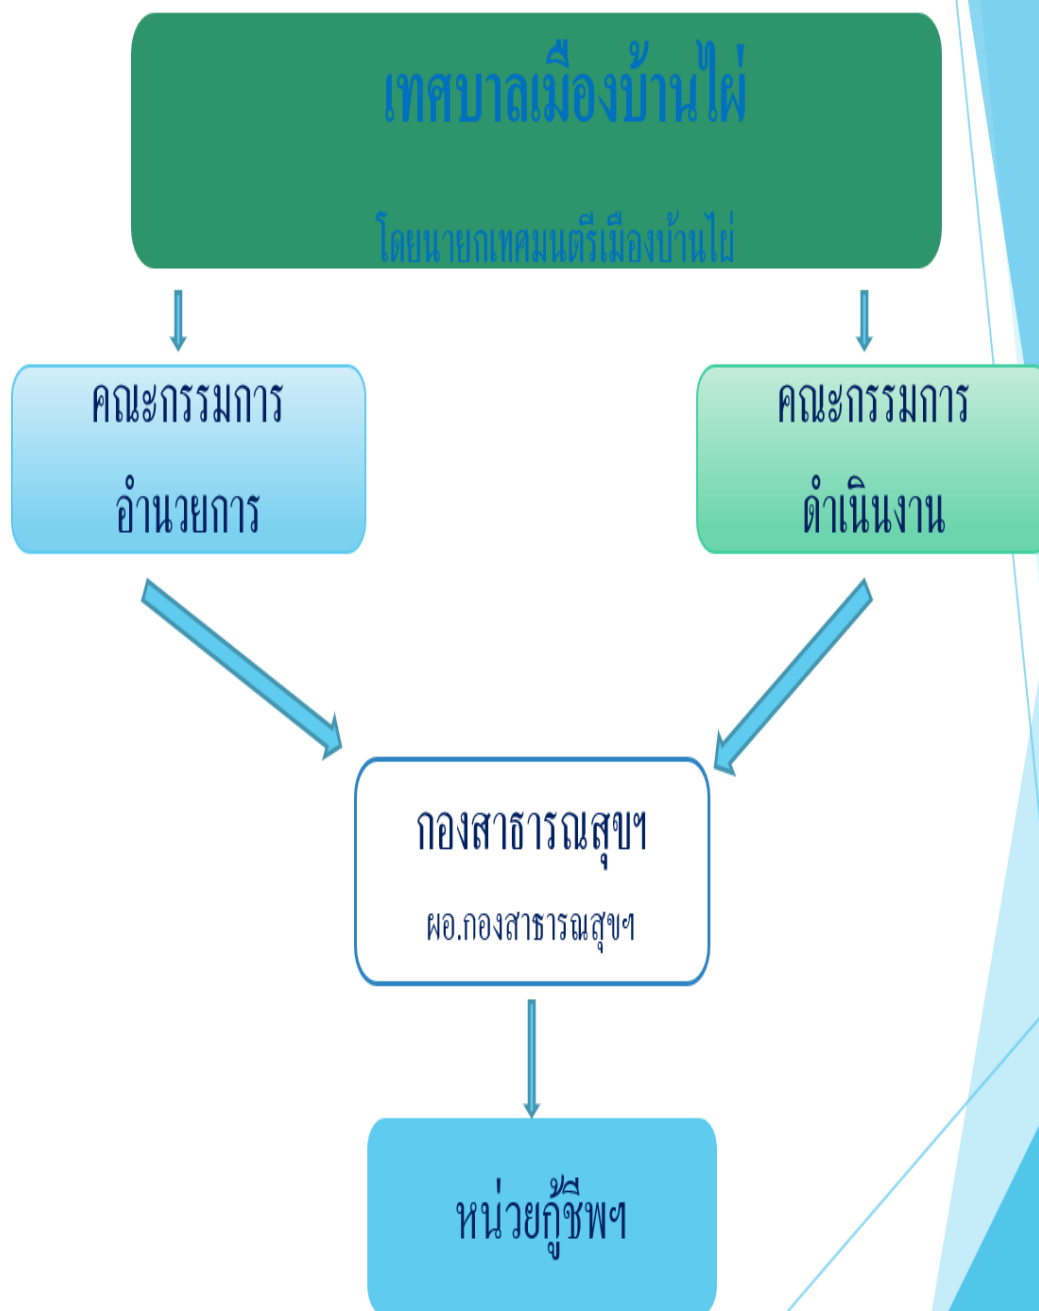 เทศบาลเมืองบ้านไผ่
โดยนายกเทศมนตรีเมืองบ้านไผ่
คณะกรรมการ
อำนวยการ
คณะกรรมการ
ดำเนินงาน
กองสาธารณสุขฯ
ผอ.กองสาธารณสุขฯ
หน่วยกู้ชีพฯ